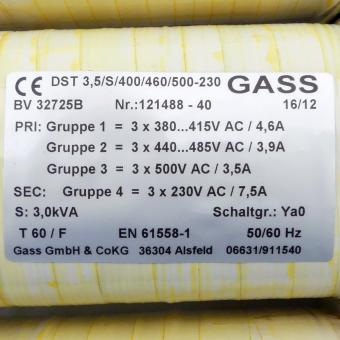 CE DST 3,5/S/400/460/500-230 GASS
BV 32725B Nr.:121488 - 40 16/12
PRI: Gruppe 1 = 3 x 380...415V AC / 4,6A
Gruppe 2 = 3 x 440...485V AC / 3,9A
Gruppe 3 = 3 x 500V AC / 3,5A
SEC: Gruppe 4 = 3 x 230V AC / 7,5A
S: 3,0kVA Schaltgr.: Ya0
T 60 / F EN 61558-1 50/60 Hz
Gass GmbH & CoKG 36304 Alsfeld 06631/911540